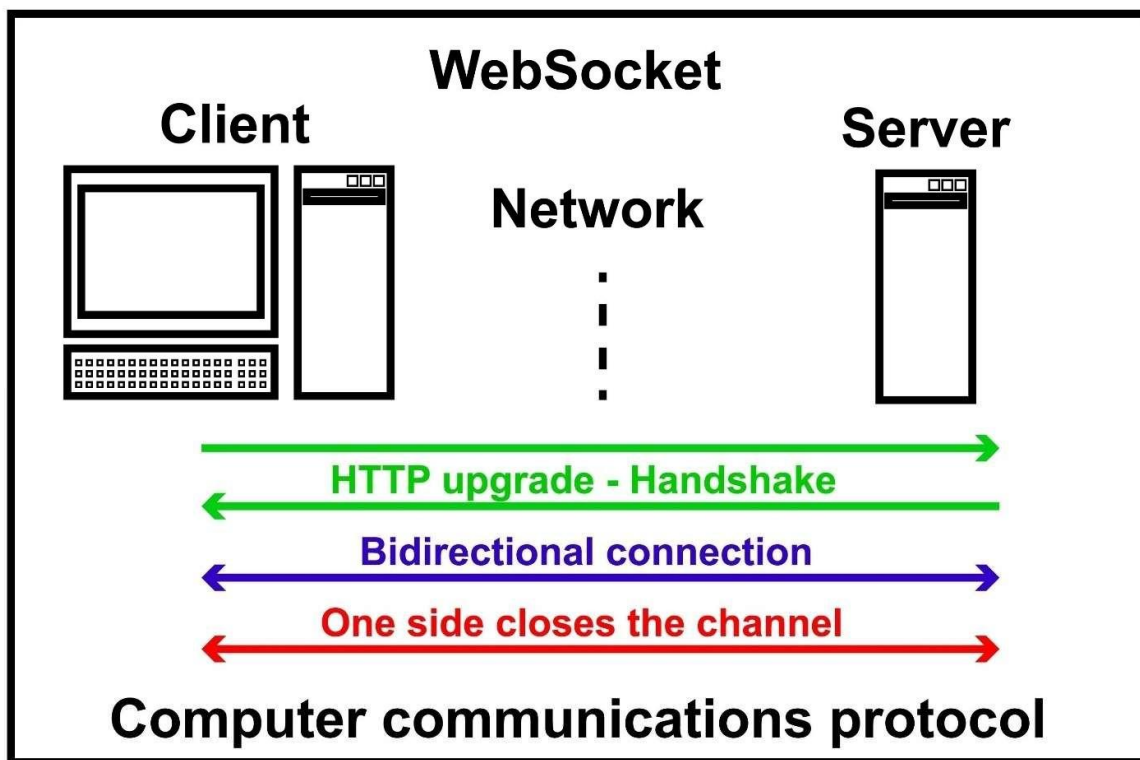 WebSocket
Client
Server
Network
HTTP upgrade - Handshake
Bidirectional connection
One side closes the channel
Computer communications protocol